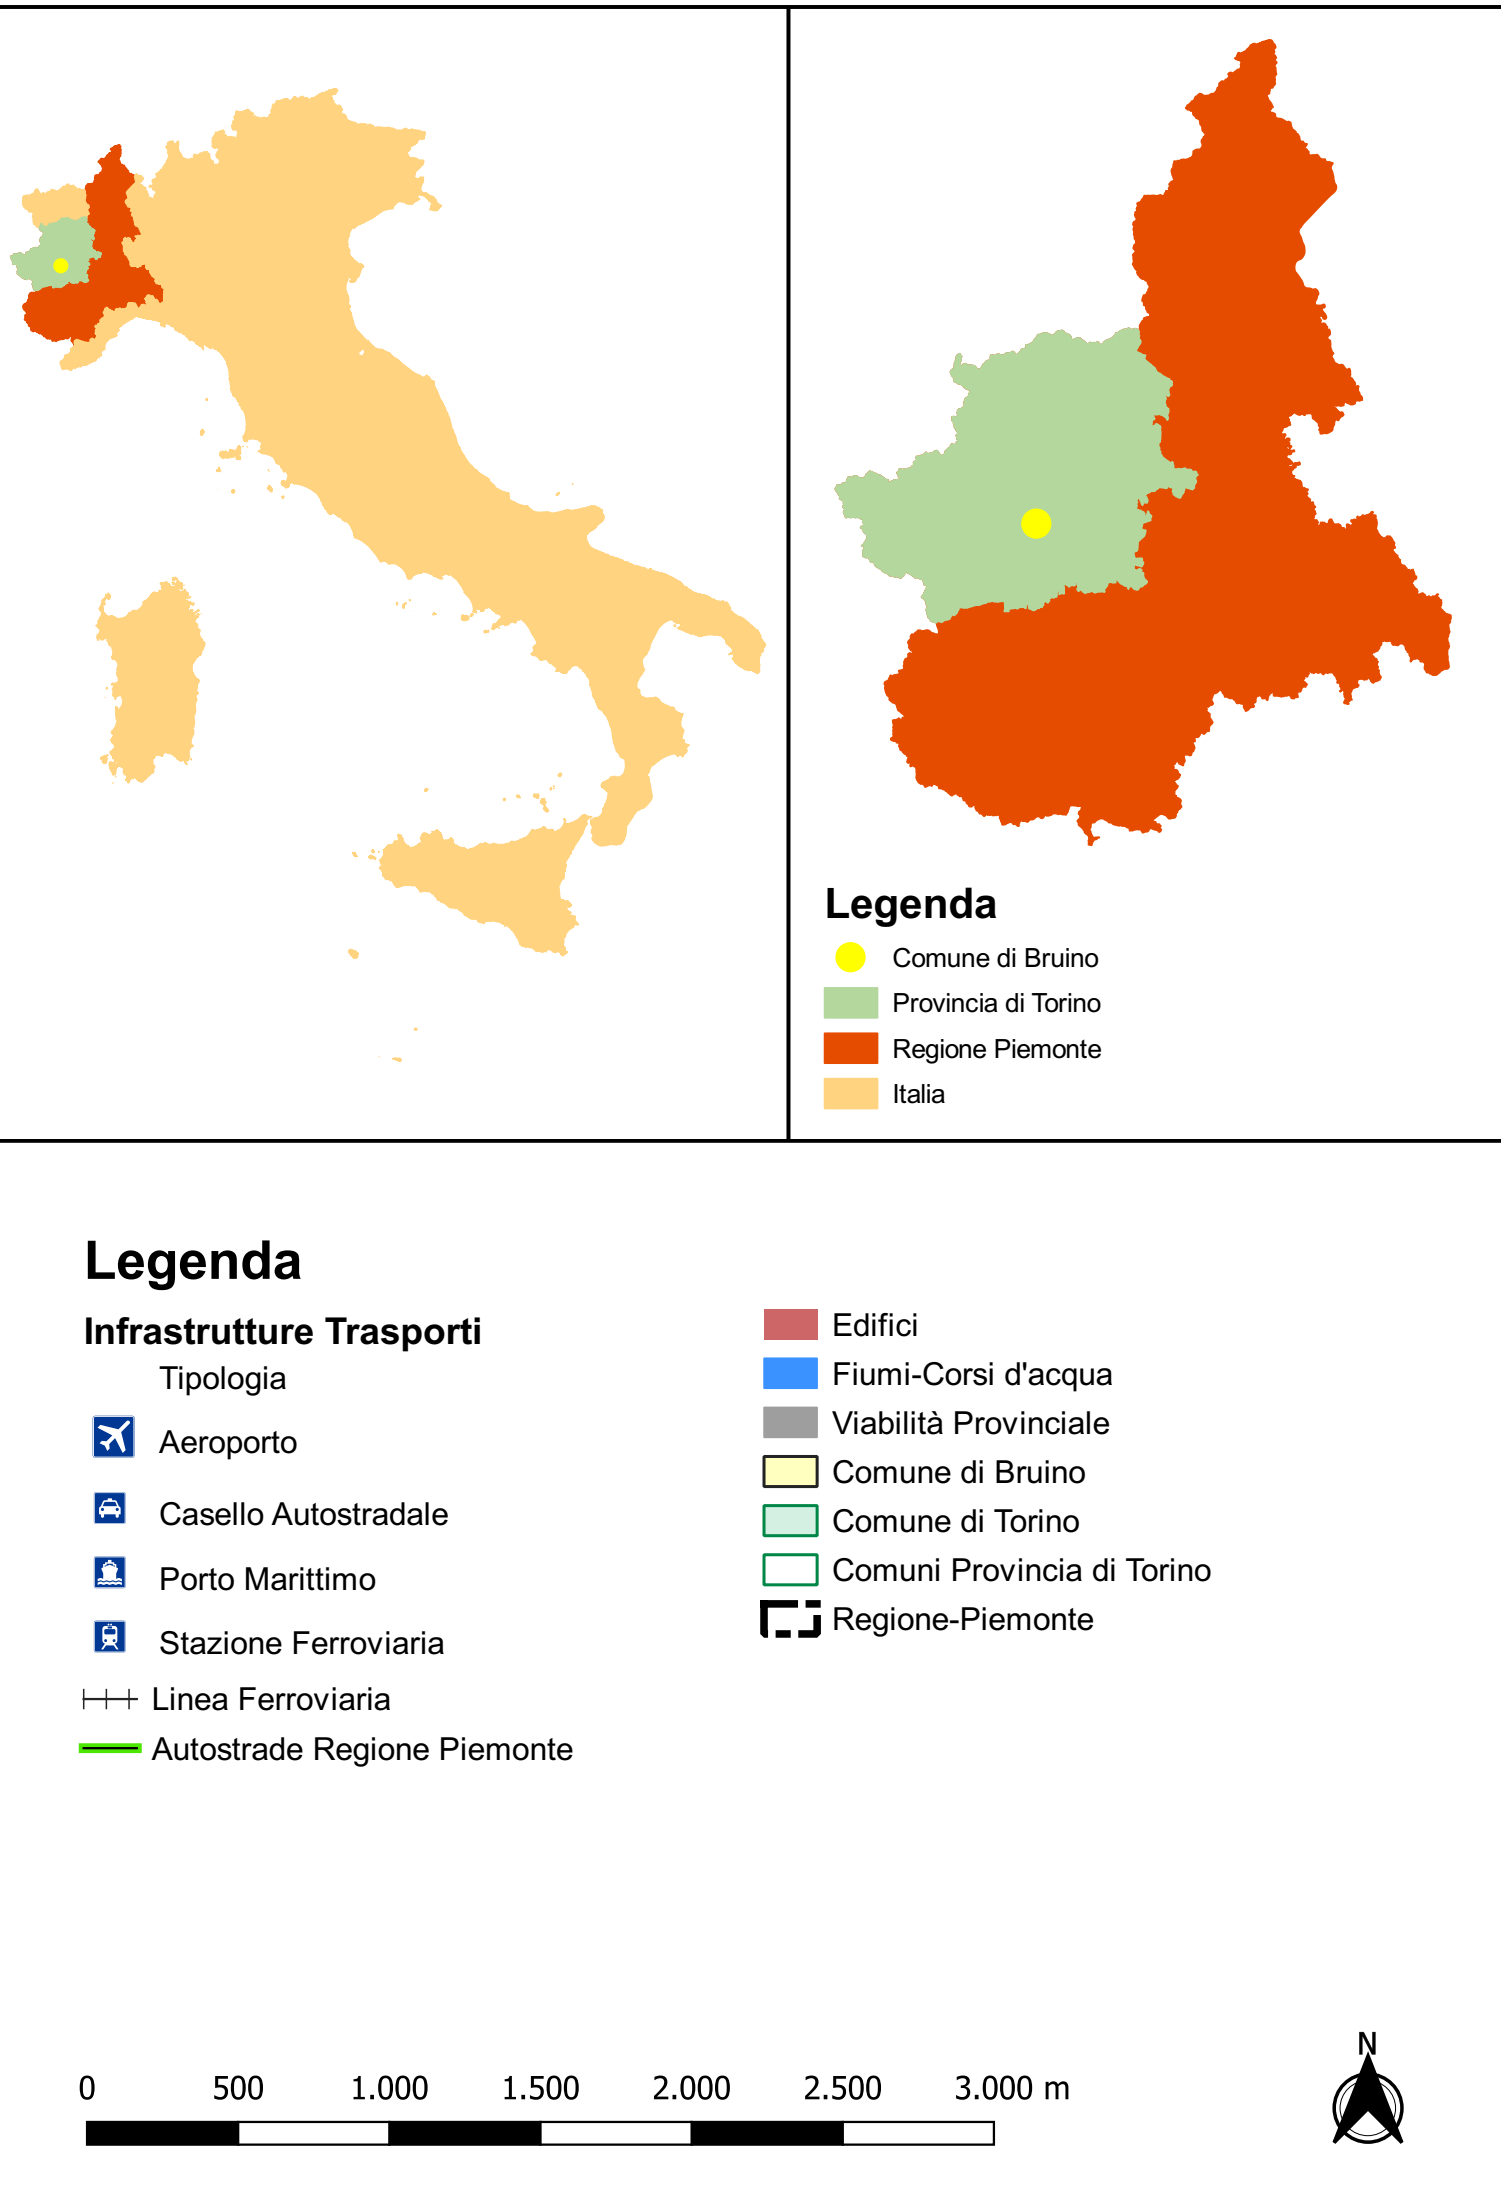 Legenda
Comune di Bruino
Provincia di Torino
Regione Piemonte
Italia
Legenda
Infrastrutture Trasporti
Tipologia
Aeroporto
Casello Autostradale
Porto Marittimo
Stazione Ferroviaria
Linea Ferroviaria
Autostrade Regione Piemonte
Edifici
Fiumi-Corsi d'acqua
Viabilità Provinciale
Comune di Bruino
Comune di Torino
Comuni Provincia di Torino
Regione-Piemonte
0 500 1.000 1.500 2.000 2.500 3.000 m
N